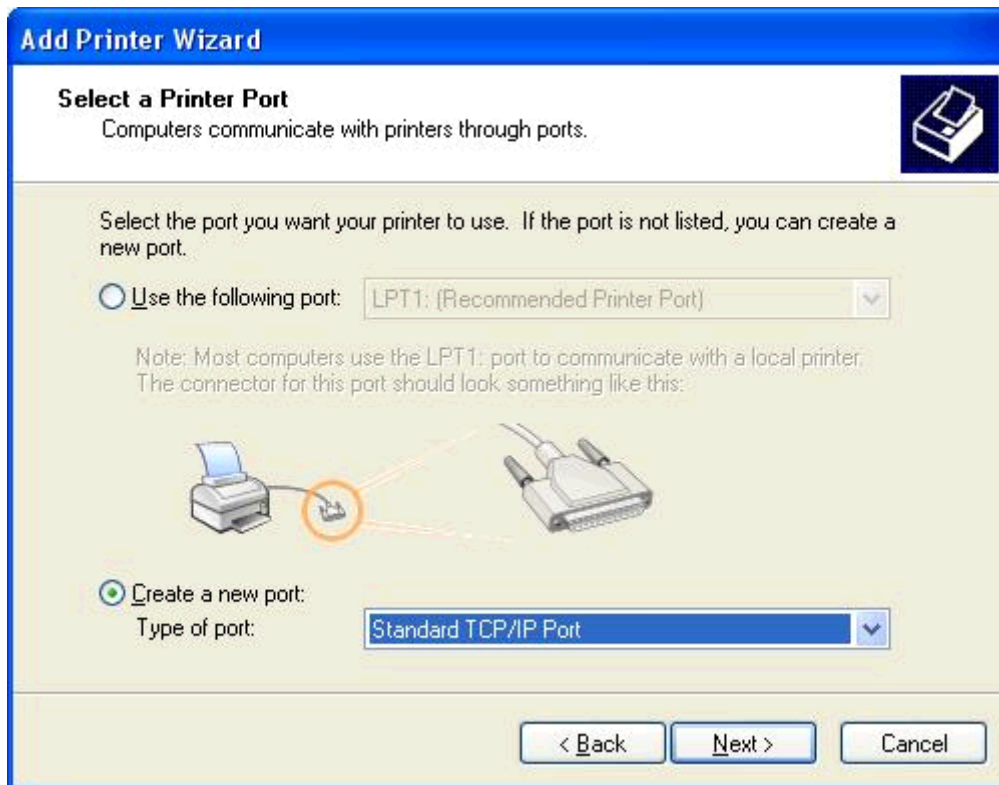 Add Printer Wizard
Select a Printer Port
Computers communicate with printers through ports.
Select the port you want your printer to use.  If the port is not listed, you can create a
new port.
Use the following port:
LPT1: (Recommended Printer Port)
Note: Most computers use the LPT1: port to communicate with a local printer.
The connector for this port should look something like this:
Create a new port:
Type of port:
Standard TCP/IP Port
< Back
Next >
Cancel